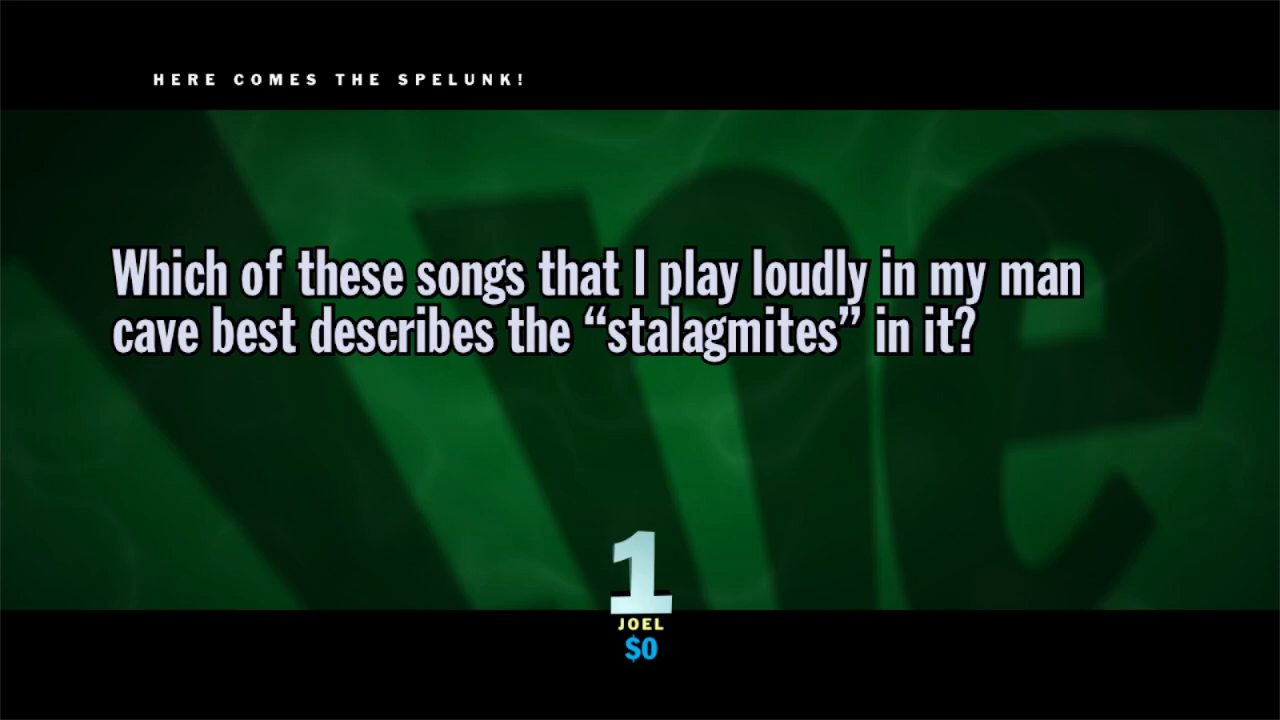 HERE COMES THE SPELUNK!
Which of these songs that I play loudly in my man
cave best describes the “stalagmites” in it?
1
JOEL
$0